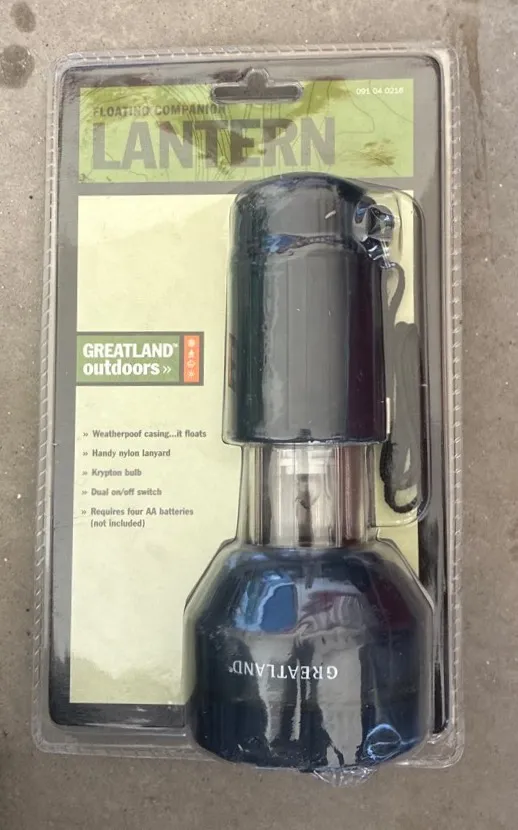 091 04 0216
FLOATING COMPANION
LANTERN
GREATLAND™
outdoors »
» Weatherpoof casing...it floats
» Handy nylon lanyard
» Krypton bulb
» Dual on/off switch
» Requires four AA batteries
(not included)
GREATLAND®